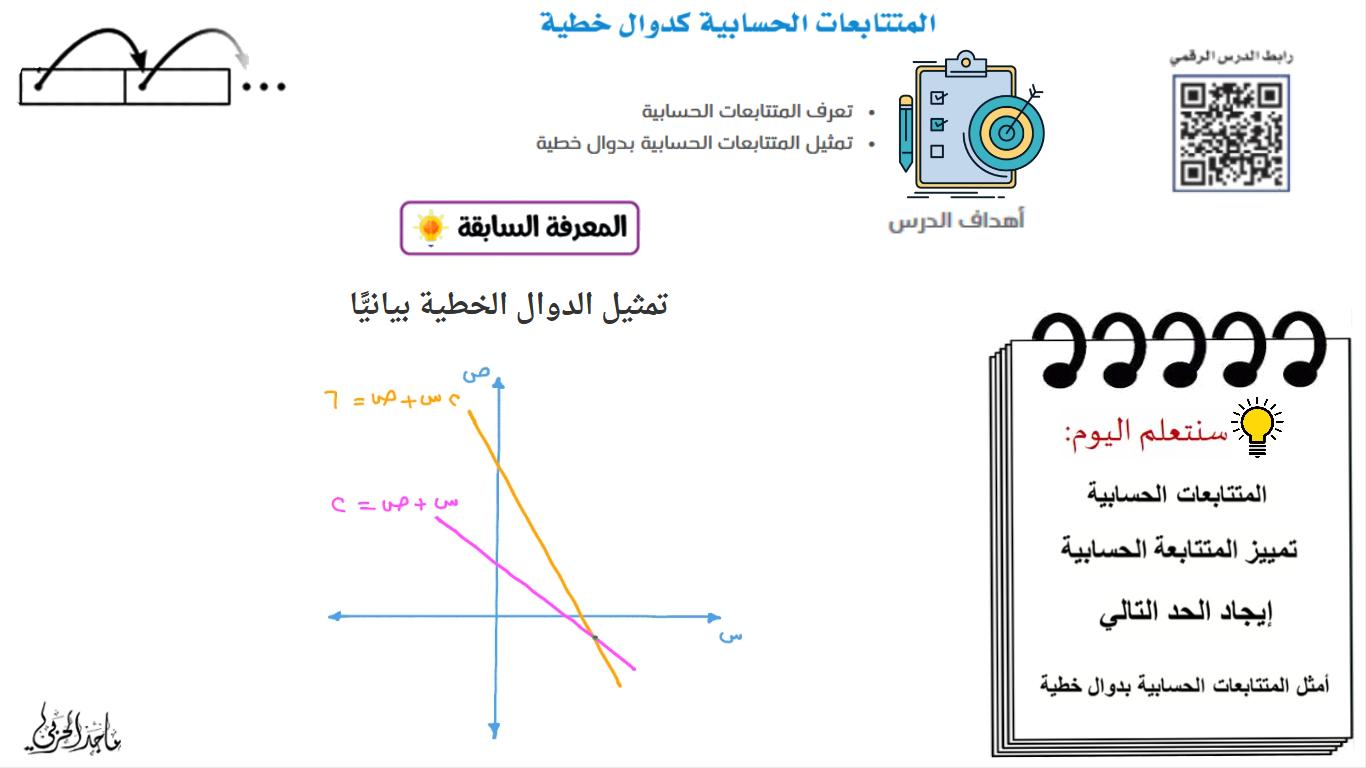 المتتابعات الحسابية كدوال خطية
رابط الدرس الرقمي
• تعرف المتتابعات الحسابية
• تمثيل المتتابعات الحسابية بدوال خطية
أهداف الدرس
المعرفة السابقة
تمثيل الدوال الخطية بيانيًّا
ص
٢س+ص=٦
س+ص=٢
س
سنتعلم اليوم:
المتتابعات الحسابية
تمييز المتتابعة الحسابية
إيجاد الحد التالي
أمثل المتتابعات الحسابية بدوال خطية
ماجد الحربي